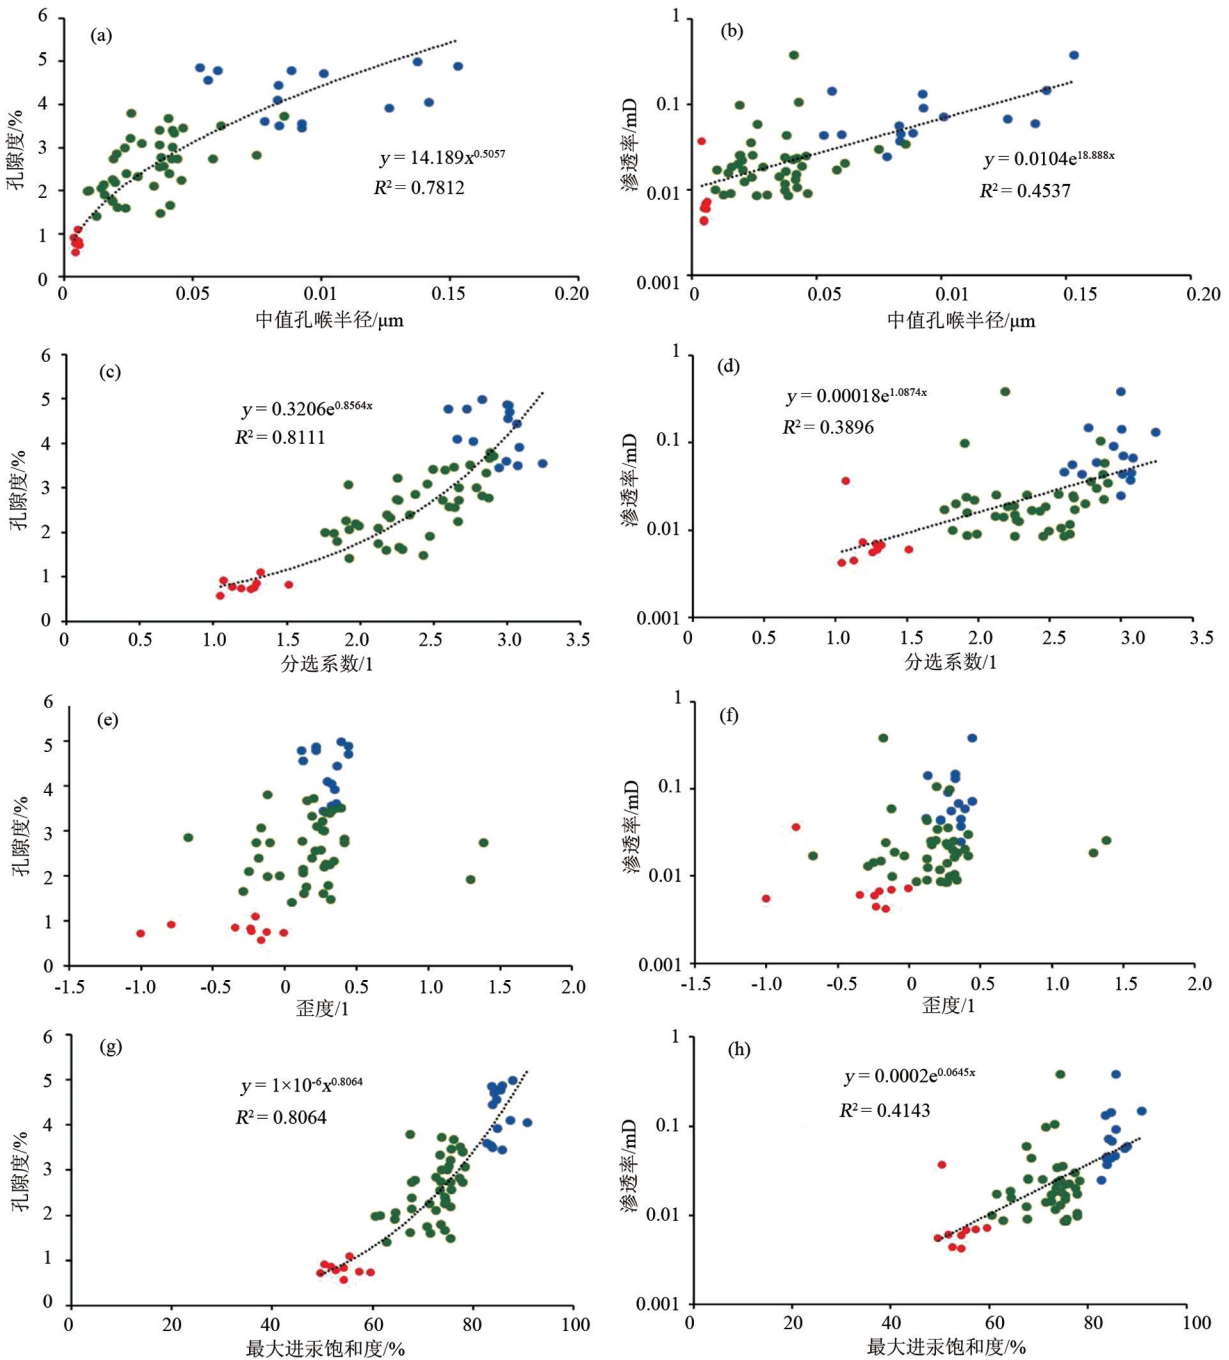 (a)
6
5
4
3
2
1
0
孔隙度/%
y = 14.189x^0.5057
R² = 0.7812
0 0.05 0.01 0.15 0.20
中值孔喉半径/μm
(b)
1
0.1
0.01
0.001
渗透率/mD
y = 0.0104e^18.888x
R² = 0.4537
0 0.05 0.01 0.15 0.20
中值孔喉半径/μm
(c)
6
5
4
3
2
1
0
孔隙度/%
y = 0.3206e^0.8564x
R² = 0.8111
0 0.5 1.0 1.5 2.0 2.5 3.0 3.5
分选系数/1
(d)
1
0.1
0.01
0.001
渗透率/mD
y = 0.00018e^1.0874x
R² = 0.3896
0 0.5 1.0 1.5 2.0 2.5 3.0 3.5
分选系数/1
(e)
6
5
4
3
2
1
0
孔隙度/%
-1.5 -1.0 -0.5 0 0.5 1.0 1.5 2.0
歪度/1
(f)
1
0.1
0.01
0.001
渗透率/mD
-1.5 -1.0 -0.5 0 0.5 1.0 1.5 2.0
歪度/1
(g)
6
5
4
3
2
1
0
孔隙度/%
y = 1×10^-6x^0.8064
R² = 0.8064
0 20 40 60 80 100
最大进汞饱和度/%
(h)
1
0.1
0.01
0.001
渗透率/mD
y = 0.0002e^0.0645x
R² = 0.4143
0 20 40 60 80 100
最大进汞饱和度/%